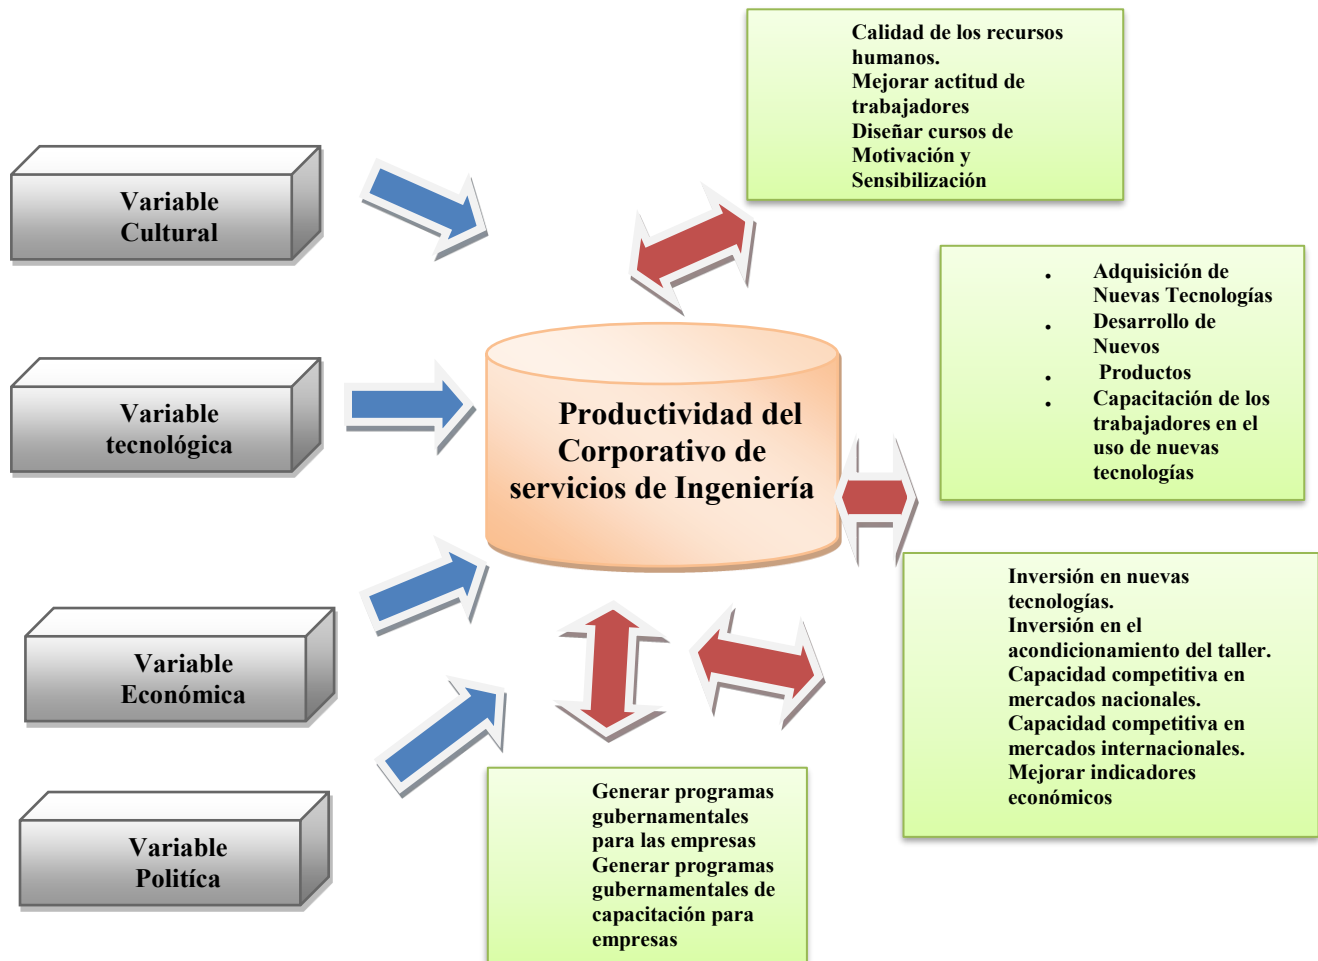 Calidad de los recursos
humanos.
Mejorar actitud de
trabajadores
Diseñar cursos de
Motivación y
Sensibilización
Variable
Cultural
. Adquisición de
Nuevas Tecnologías
. Desarrollo de
Nuevos
. Productos
. Capacitación de los
trabajadores en el
uso de nuevas
tecnologías
Variable
tecnológica
Productividad del
Corporativo de
servicios de Ingeniería
Inversión en nuevas
tecnologías.
Inversión en el
acondicionamiento del taller.
Capacidad competitiva en
mercados nacionales.
Capacidad competitiva en
mercados internacionales.
Mejorar indicadores
económicos
Variable
Económica
Generar programas
gubernamentales
para las empresas
Generar programas
gubernamentales de
capacitación para
empresas
Variable
Politíca